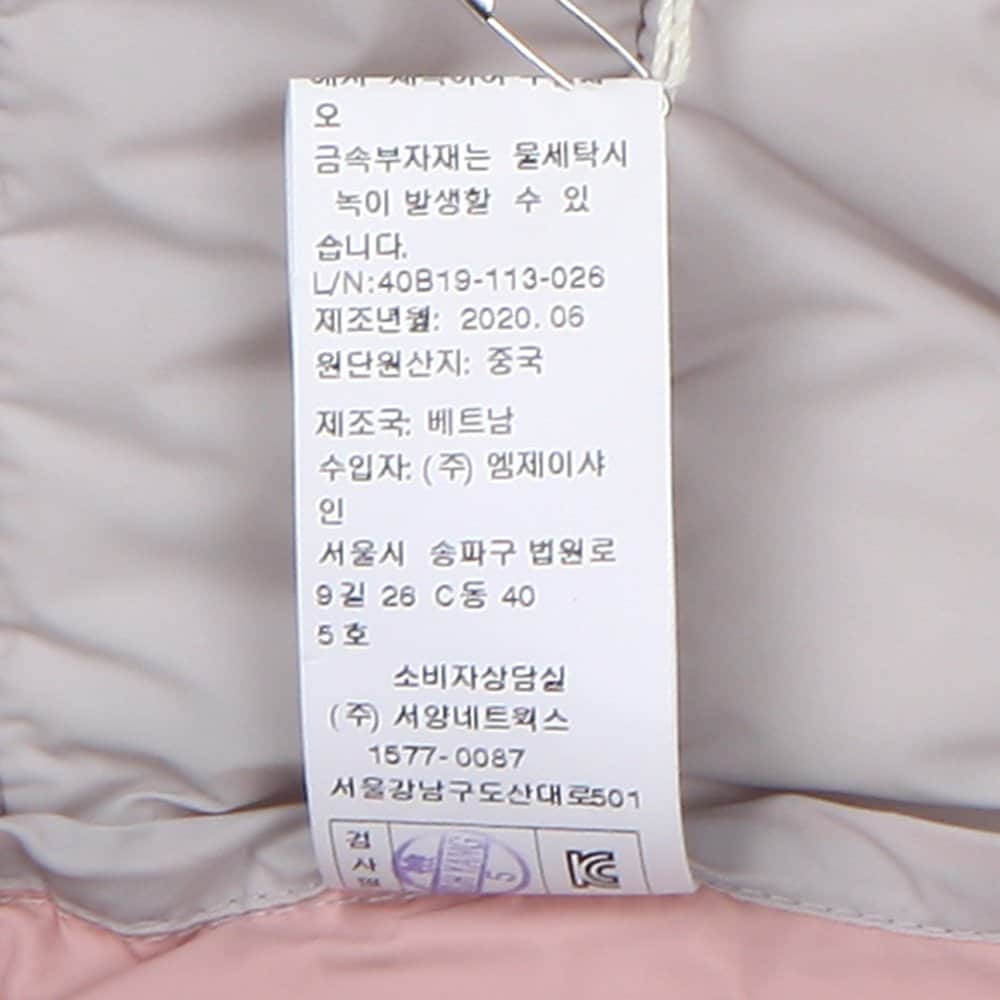 오
금속부자재는 물세탁시
녹이 발생할 수 있
습니다.
L/N:40B19-113-026
제조년월: 2020.06
원단원산지: 중국
제조국: 베트남
수입자: (주) 엠제이샤
인
서울시 송파구 법원로
9길 26 C동 40
5호
소비자상담실
(주) 서양네트웍스
1577-0087
서울강남구도산대로501
검
사
5